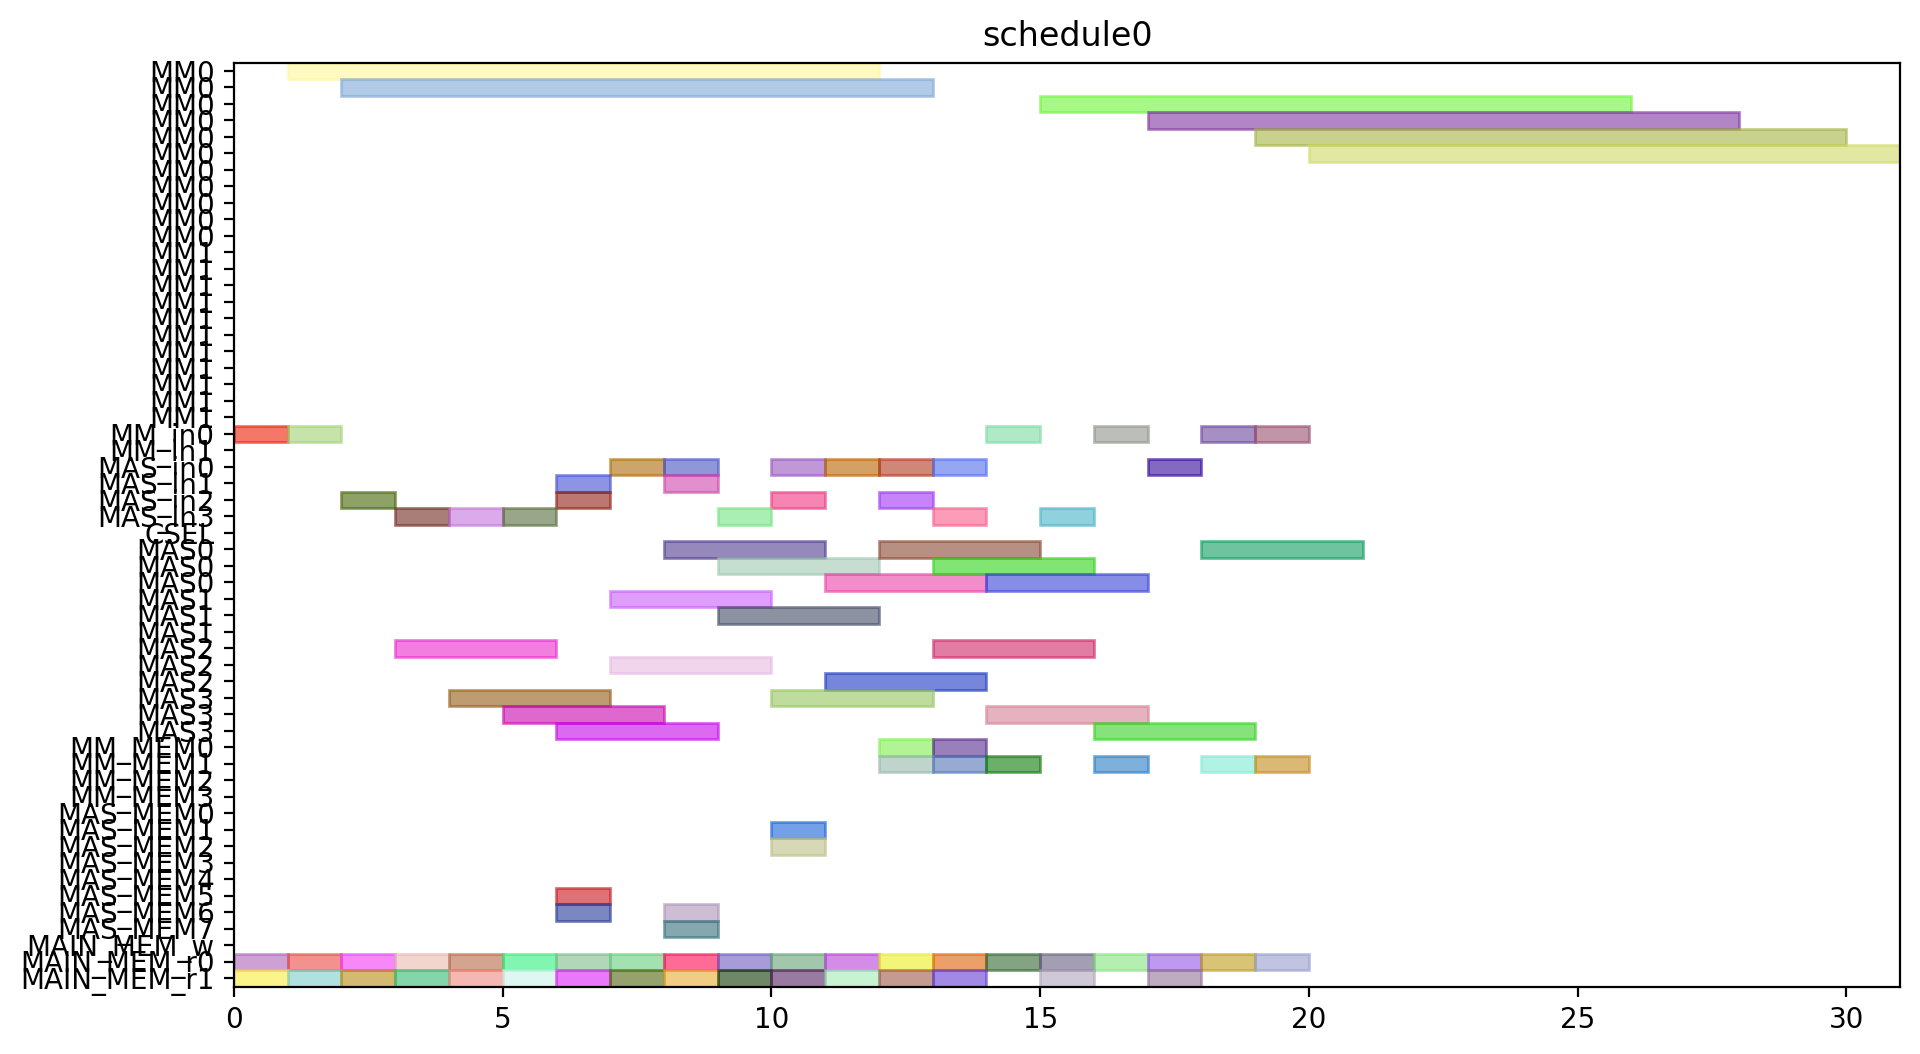 schedule0
MM0
MM0
MM0
MM0
MM0
MM0
MM0
MM0
MM0
MM0
MM0
MM1
MM1
MM1
MM1
MM1
MM1
MM1
MM1
MM1
MM1
MM1
MM_in0
MM_in1
MAS_in0
MAS_in1
MAS_in2
MAS_in3
CSEL
MAS0
MAS0
MAS0
MAS1
MAS1
MAS1
MAS2
MAS2
MAS2
MAS3
MAS3
MAS3
MM_MEM0
MM_MEM1
MM_MEM2
MM_MEM3
MAS_MEM0
MAS_MEM1
MAS_MEM2
MAS_MEM3
MAS_MEM4
MAS_MEM5
MAS_MEM6
MAS_MEM7
MAIN_MEM_w
MAIN_MEM_r0
MAIN_MEM_r1
0 5 10 15 20 25 30